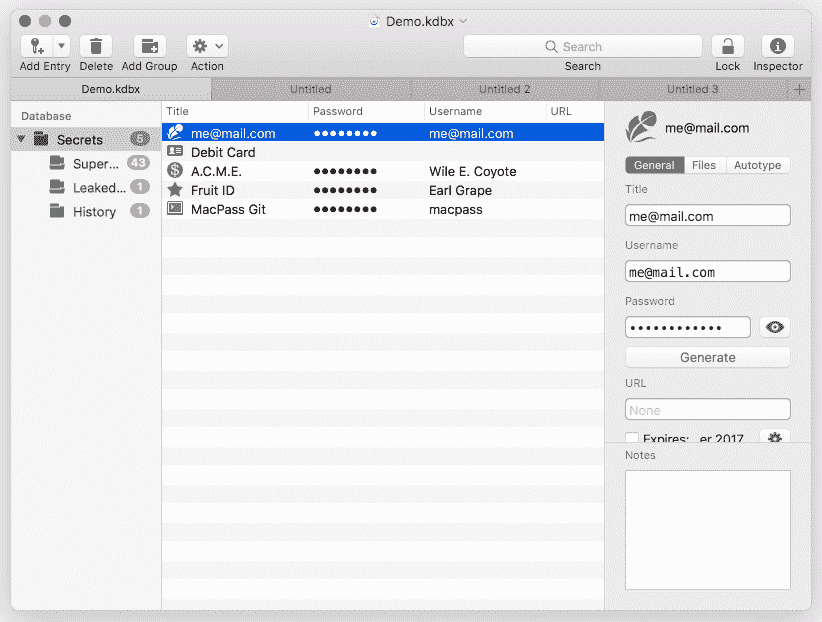 Demo.kdbx
Search
Add Entry Delete Add Group Action Search Lock Inspector
Demo.kdbx Untitled Untitled 2 Untitled 3
Database
Secrets 5
Super... 43
Leaked... 1
History 1
Title Password Username URL
me@mail.com ●●●●●●●● me@mail.com
Debit Card
A.C.M.E. ●●●●●●●● Wile E. Coyote
Fruit ID ●●●●●●●● Earl Grape
MacPass Git ●●●●●●●● macpass
me@mail.com
General Files Autotype
Title
me@mail.com
Username
me@mail.com
Password
●●●●●●●●●●●●
Generate
URL
None
Expires: er 2017
Notes